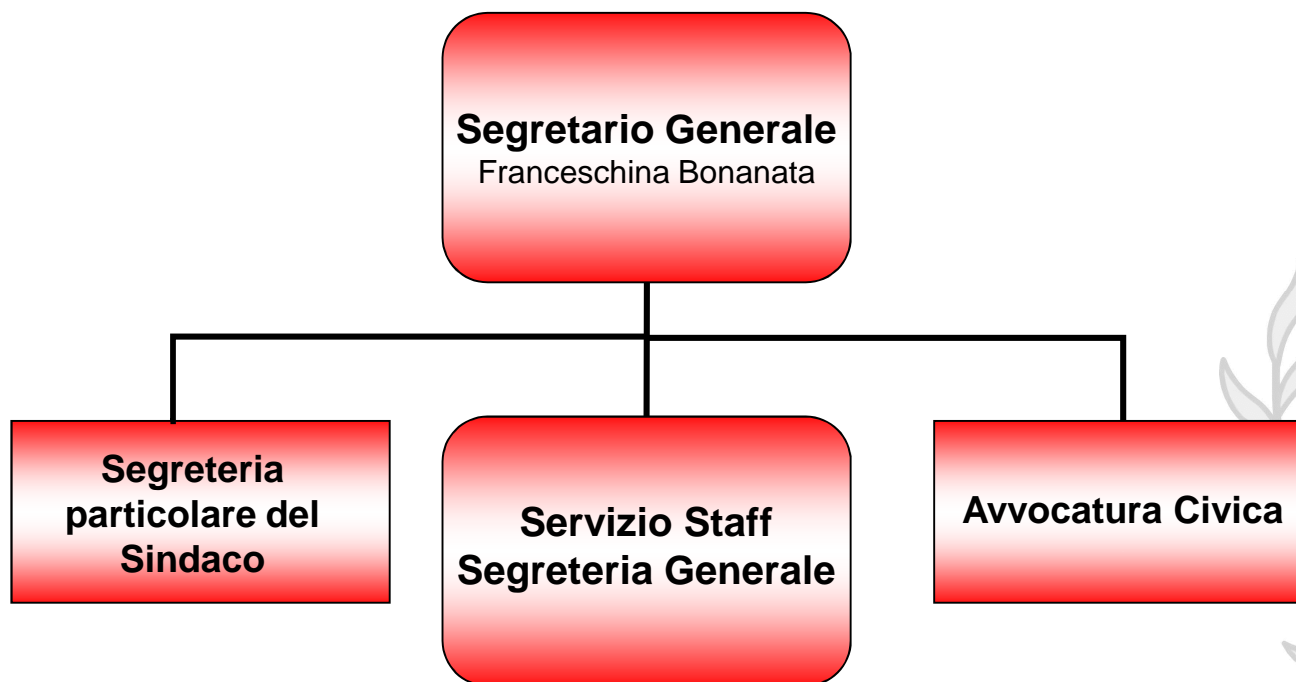 Segretario Generale
Franceschina Bonanata
Segreteria
particolare del
Sindaco
Servizio Staff
Segreteria Generale
Avvocatura Civica